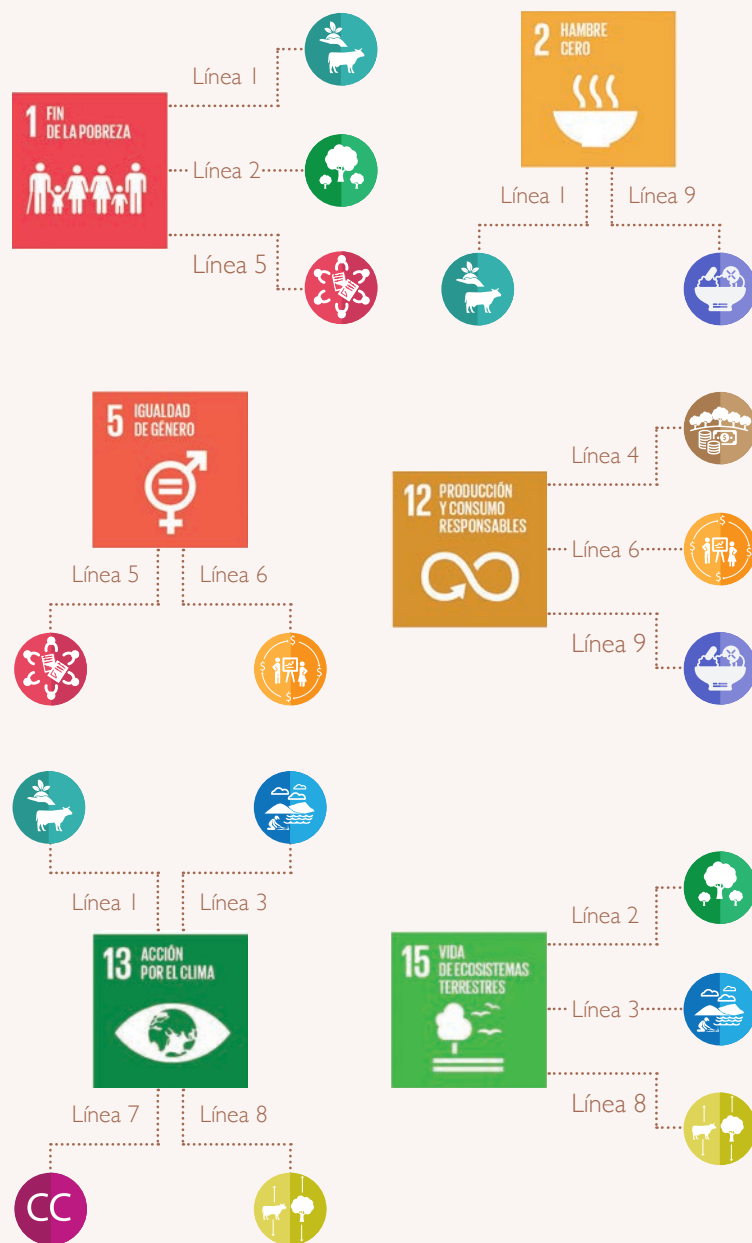 1 FIN
DE LA POBREZA
Línea 1
Línea 2
Línea 5
2 HAMBRE
CERO
Línea 1
Línea 9
5 IGUALDAD
DE GÉNERO
Línea 5
Línea 6
12 PRODUCCIÓN
Y CONSUMO
RESPONSABLES
Línea 4
Línea 6
Línea 9
Línea 1
Línea 3
13 ACCIÓN
POR EL CLIMA
Línea 7
Línea 8
CC
15 VIDA
DE ECOSISTEMAS
TERRESTRES
Línea 2
Línea 3
Línea 8